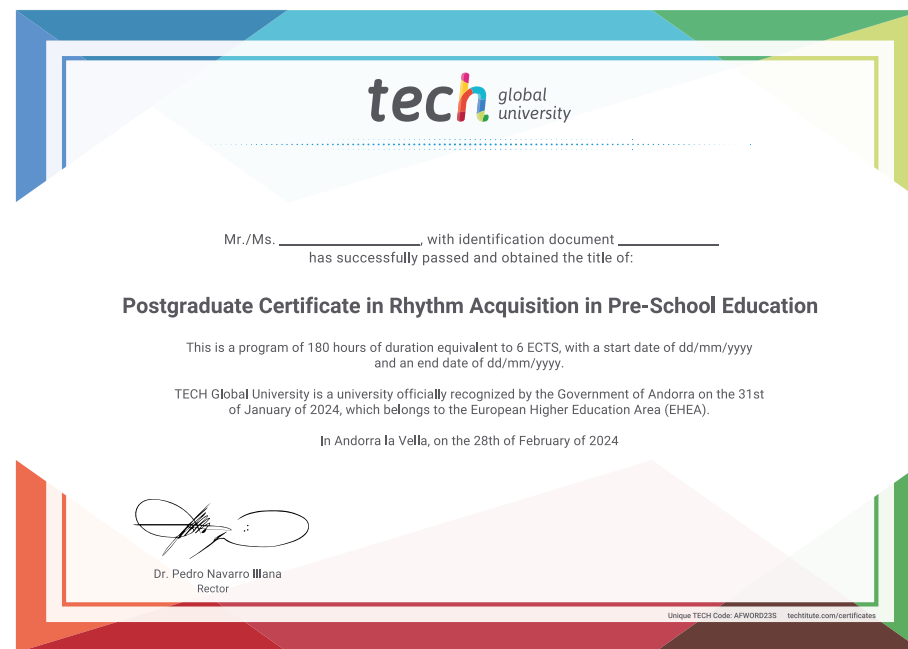 tech global
university
Mr./Ms. ____________, with identification document ____________
has successfully passed and obtained the title of:
Postgraduate Certificate in Rhythm Acquisition in Pre-School Education
This is a program of 180 hours of duration equivalent to 6 ECTS, with a start date of dd/mm/yyyy
and an end date of dd/mm/yyyy.
TECH Global University is a university officially recognized by the Government of Andorra on the 31st
of January of 2024, which belongs to the European Higher Education Area (EHEA).
In Andorra la Vella, on the 28th of February of 2024
Dr. Pedro Navarro Illana
Rector
Unique TECH Code: AFWORD23S techtitute.com/certificates